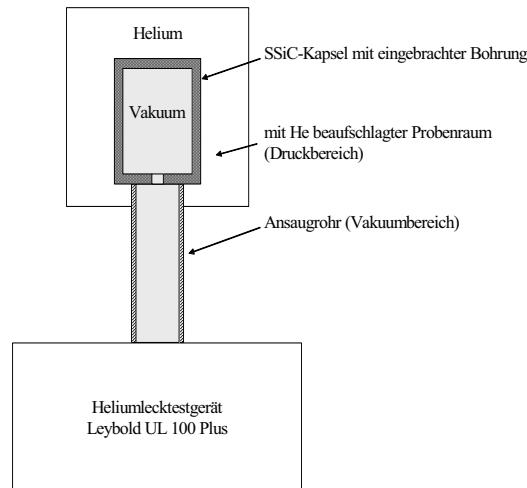 Helium
SSiC-Kapsel mit eingebrachter Bohrung
Vakuum
mit He beaufschlagter Probenraum
(Druckbereich)
Ansaugrohr (Vakuumbereich)
Heliumlecktestgerät
Leybold UL 100 Plus